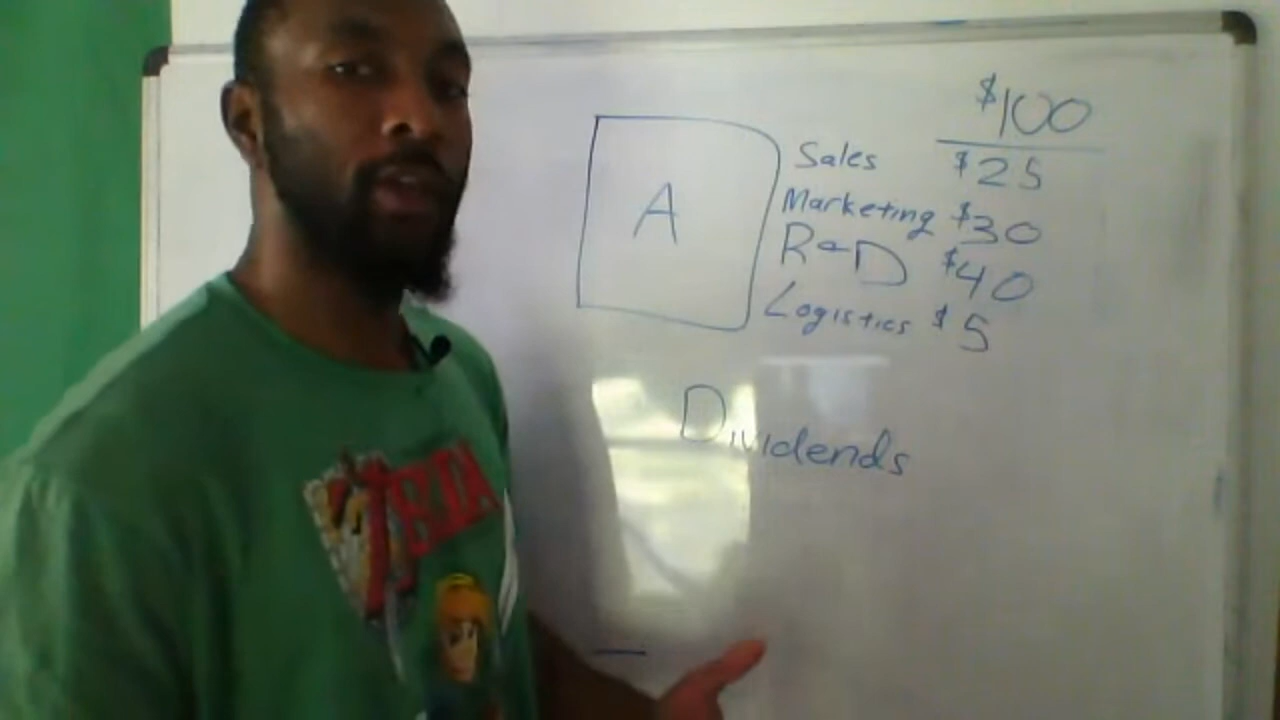 $100
A
Sales $25
Marketing $30
R&D $40
Logistics $5
Dividends